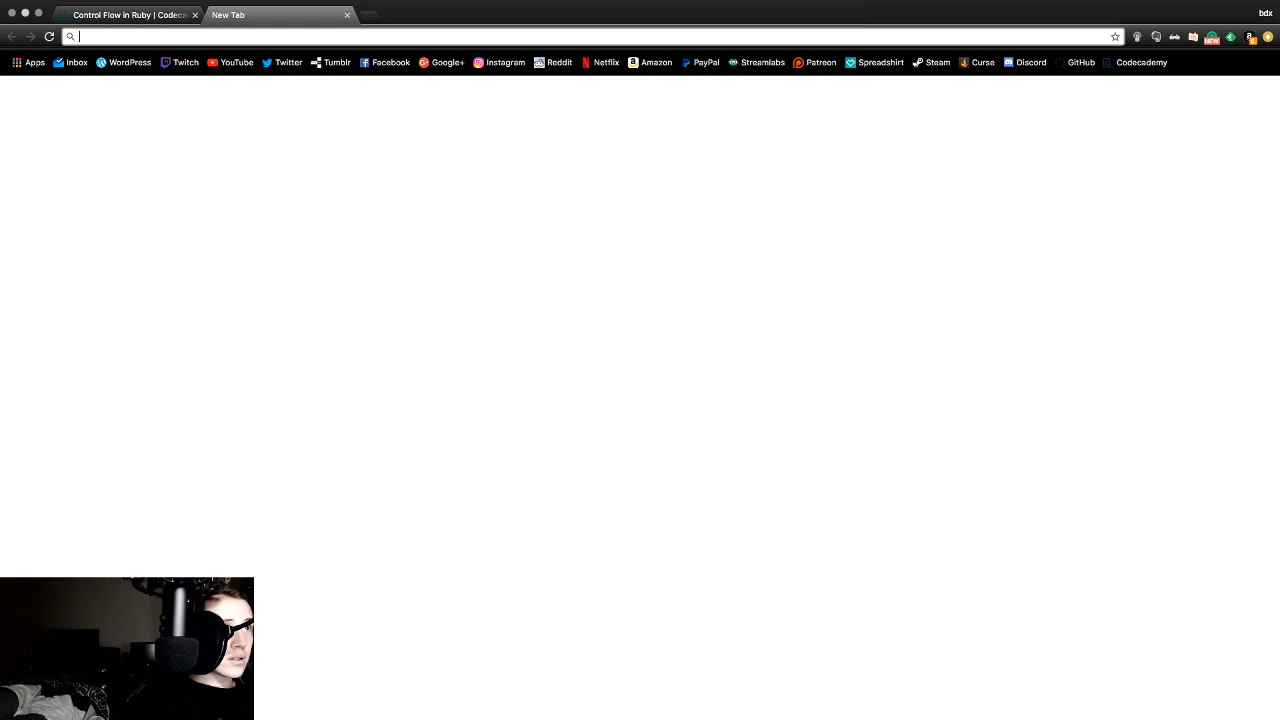 Control Flow in Ruby | Codeca
New Tab
bdx
Apps Inbox WordPress Twitch YouTube Twitter Tumblr Facebook Google+ Instagram Reddit Netflix Amazon PayPal Streamlabs Patreon Spreadshirt Steam Curse Discord GitHub Codecademy
NEW